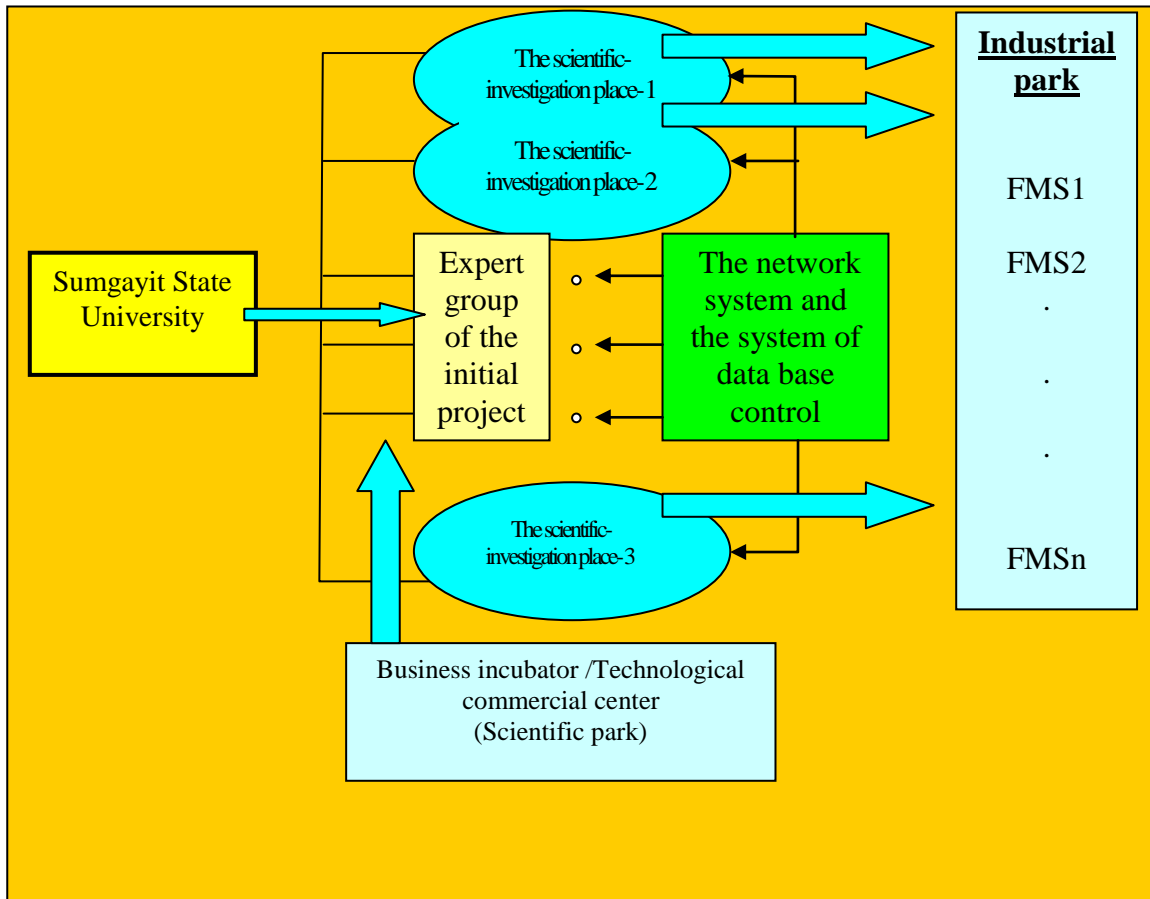 The scientific-
investigation place-1
The scientific-
investigation place-2
Industrial
park
FMS1
FMS2
.
.
.
FMSn
Sumgayit State
University
Expert
group
of the
initial
project
The network
system and
the system of
data base
control
The scientific-
investigation place-3
Business incubator /Technological
commercial center
(Scientific park)